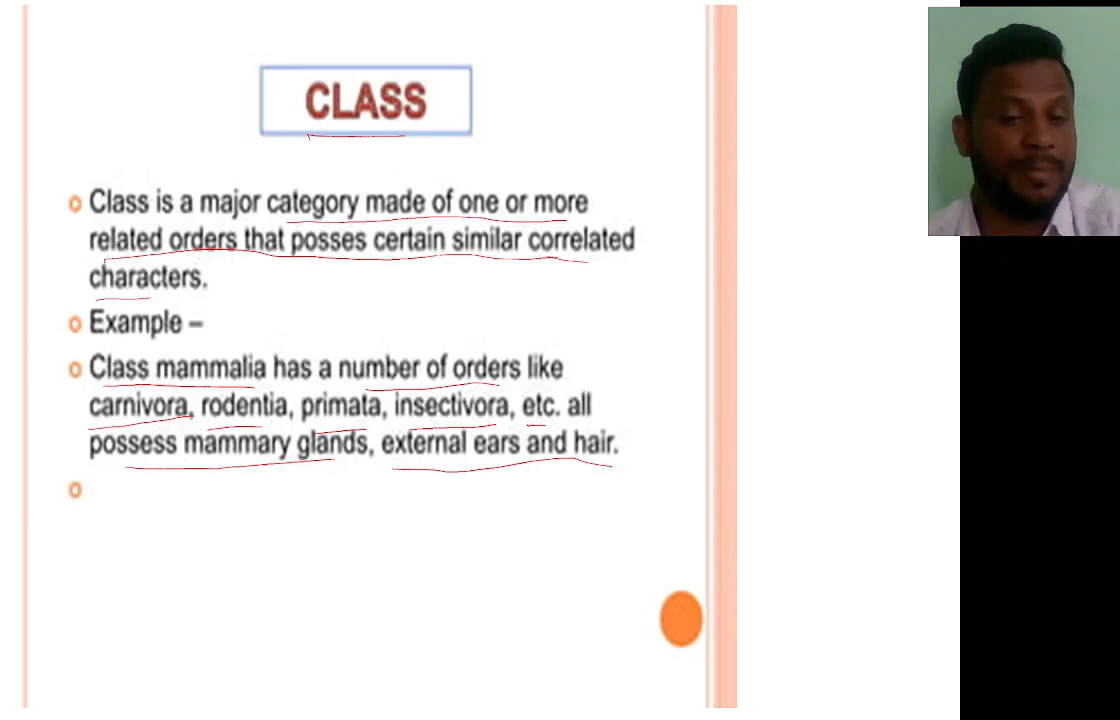 CLASS
Class is a major category made of one or more
related orders that posses certain similar correlated
characters.
Example –
Class mammalia has a number of orders like
carnivora, rodentia, primata, insectivora, etc. all
possess mammary glands, external ears and hair.